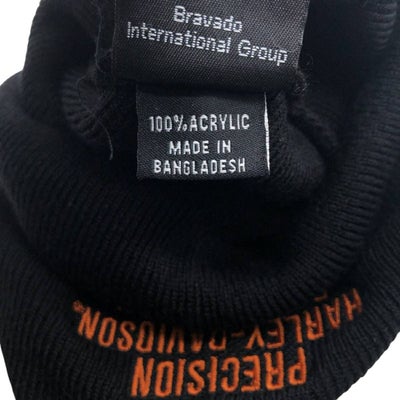 Bravado
International Group
100% ACRYLIC
MADE IN
BANGLADESH
PRECISION
HARLEY-DAVIDSON®